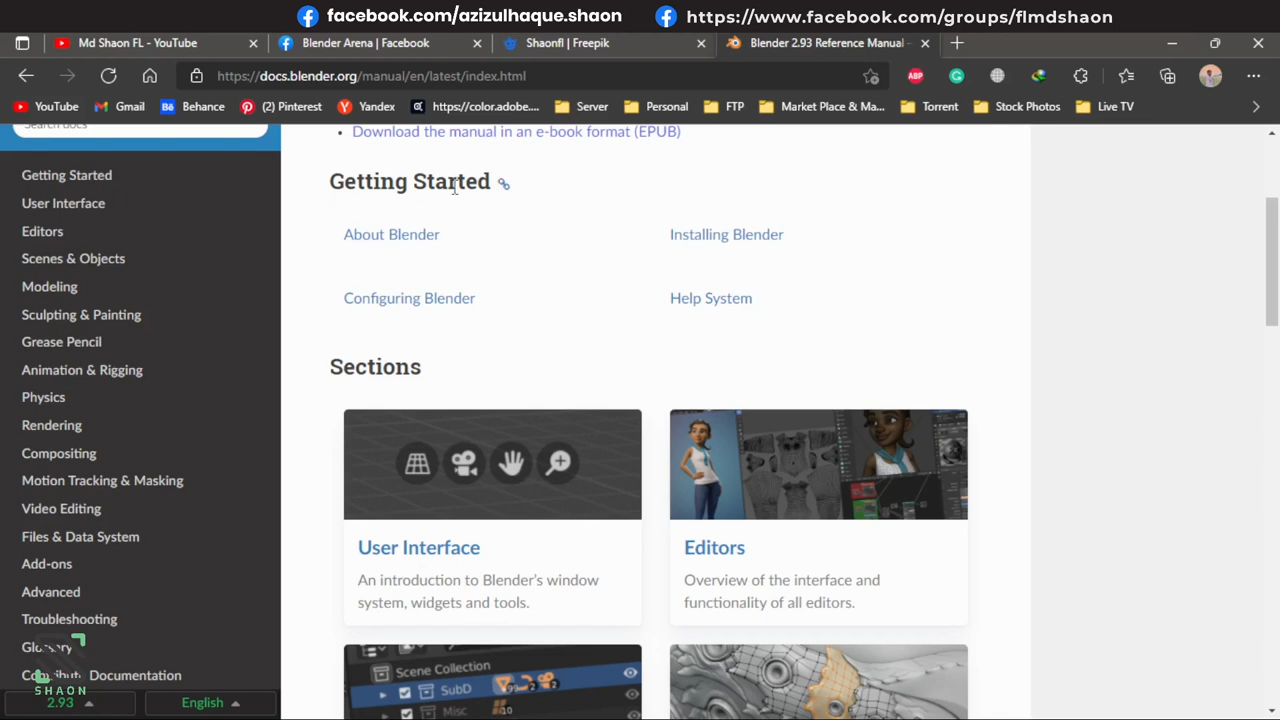 facebook.com/azizulhaque.shaon https://www.facebook.com/groups/flmdshaon
Md Shaon FL - YouTube Blender Arena | Facebook Shaonfl | Freepik Blender 2.93 Reference Manual
https://docs.blender.org/manual/en/latest/index.html ABP
YouTube Gmail Behance (2) Pinterest Yandex https://color.adobe.... Server Personal FTP Market Place & Ma... Torrent Stock Photos Live TV
Search docs
Download the manual in an e-book format (EPUB)
Getting Started
Getting Started
User Interface
About Blender Installing Blender
Editors
Scenes & Objects
Modeling
Configuring Blender Help System
Sculpting & Painting
Grease Pencil
Sections
Animation & Rigging
Physics
Rendering
Compositing
Motion Tracking & Masking
Video Editing
Files & Data System
User Interface Editors
Add-ons
An introduction to Blender's window Overview of the interface and
system, widgets and tools. functionality of all editors.
Advanced
Troubleshooting
Glossary
Scene Collection
Documentation
SubD
SHAON
2.93 English
Misc